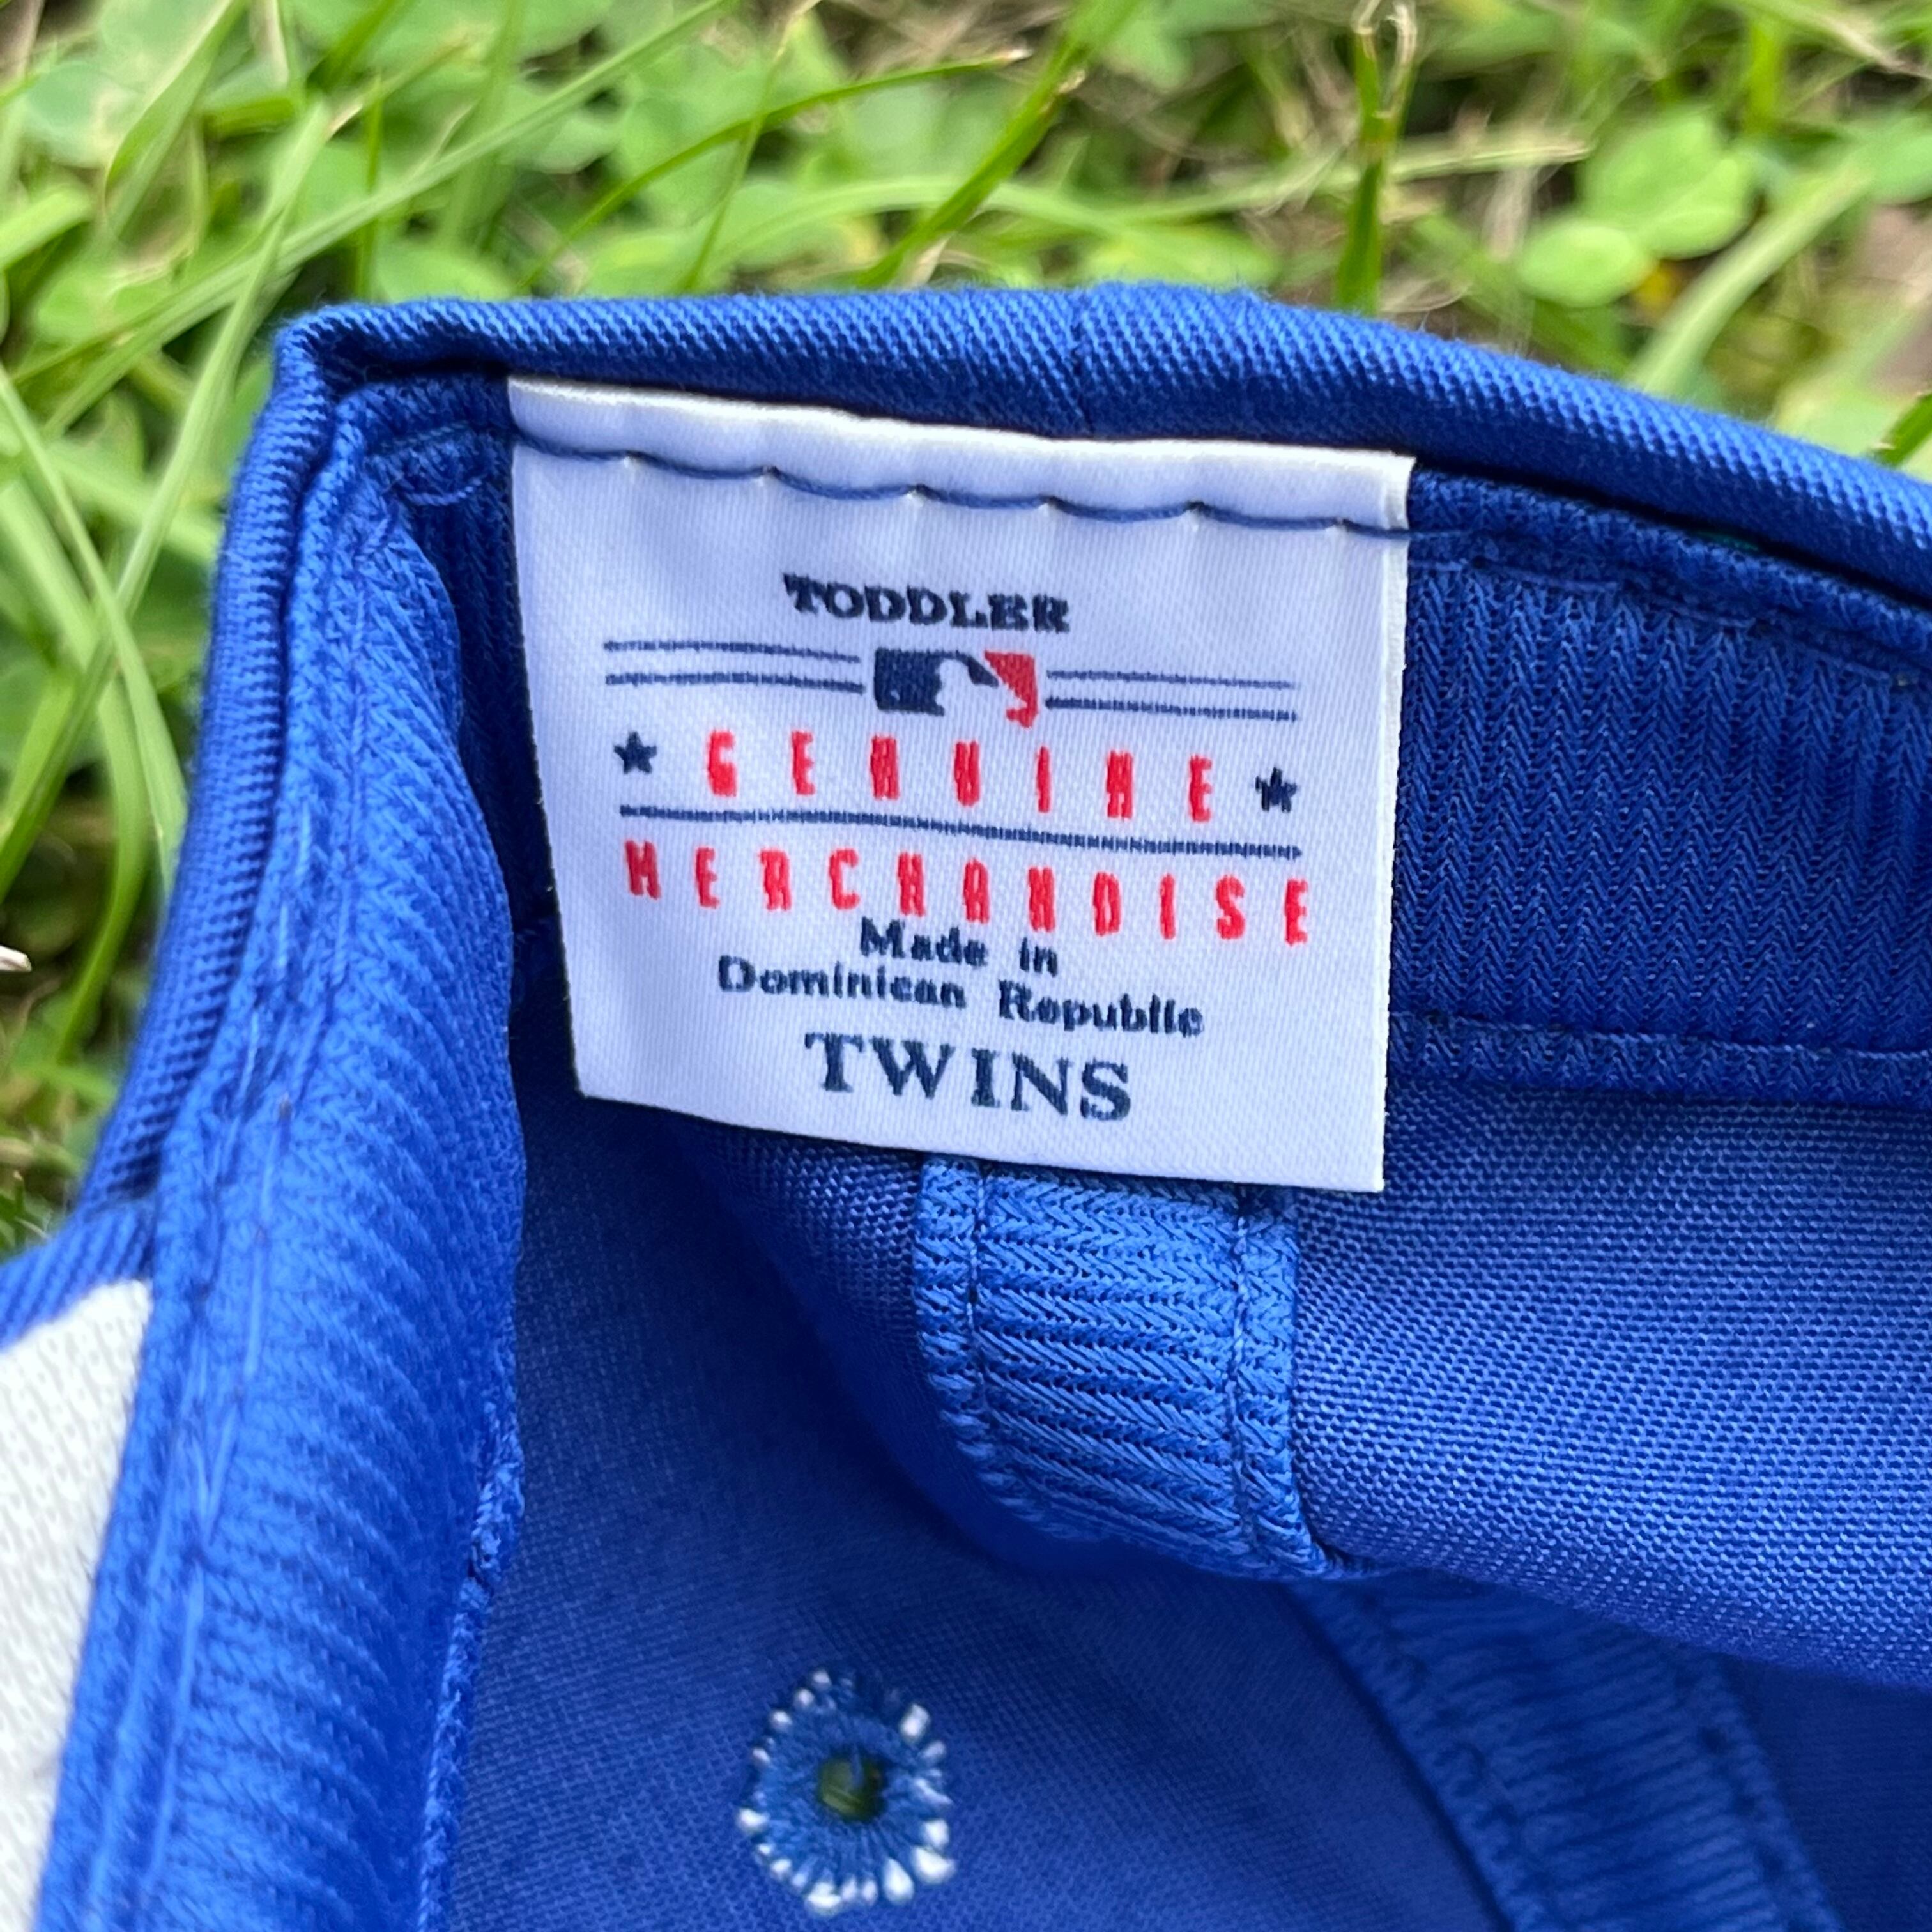 TODDLER
GENUINE
MERCHANDISE
Made in
Dominican Republic
TWINS